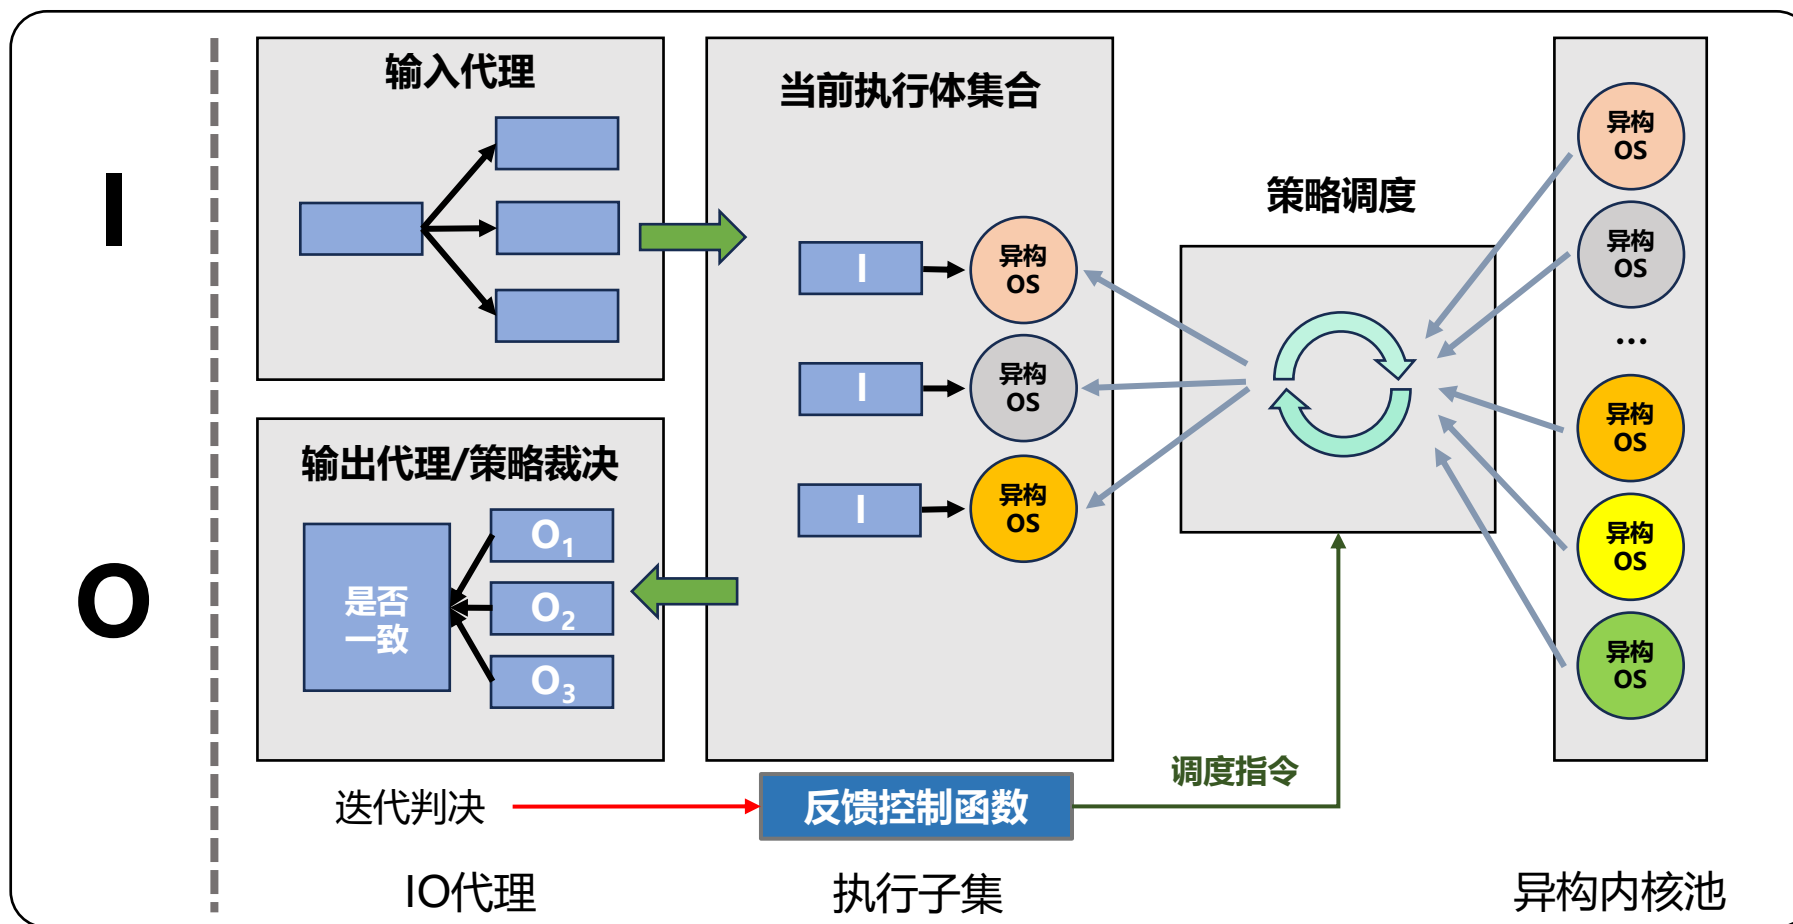 I
O
输入代理
输出代理/策略裁决
是否
一致
O1
O2
O3
当前执行体集合
I
异构
OS
I
异构
OS
I
异构
OS
策略调度
异构
OS
异构
OS
...
异构
OS
异构
OS
异构
OS
迭代判决
反馈控制函数
调度指令
IO代理
执行子集
异构内核池